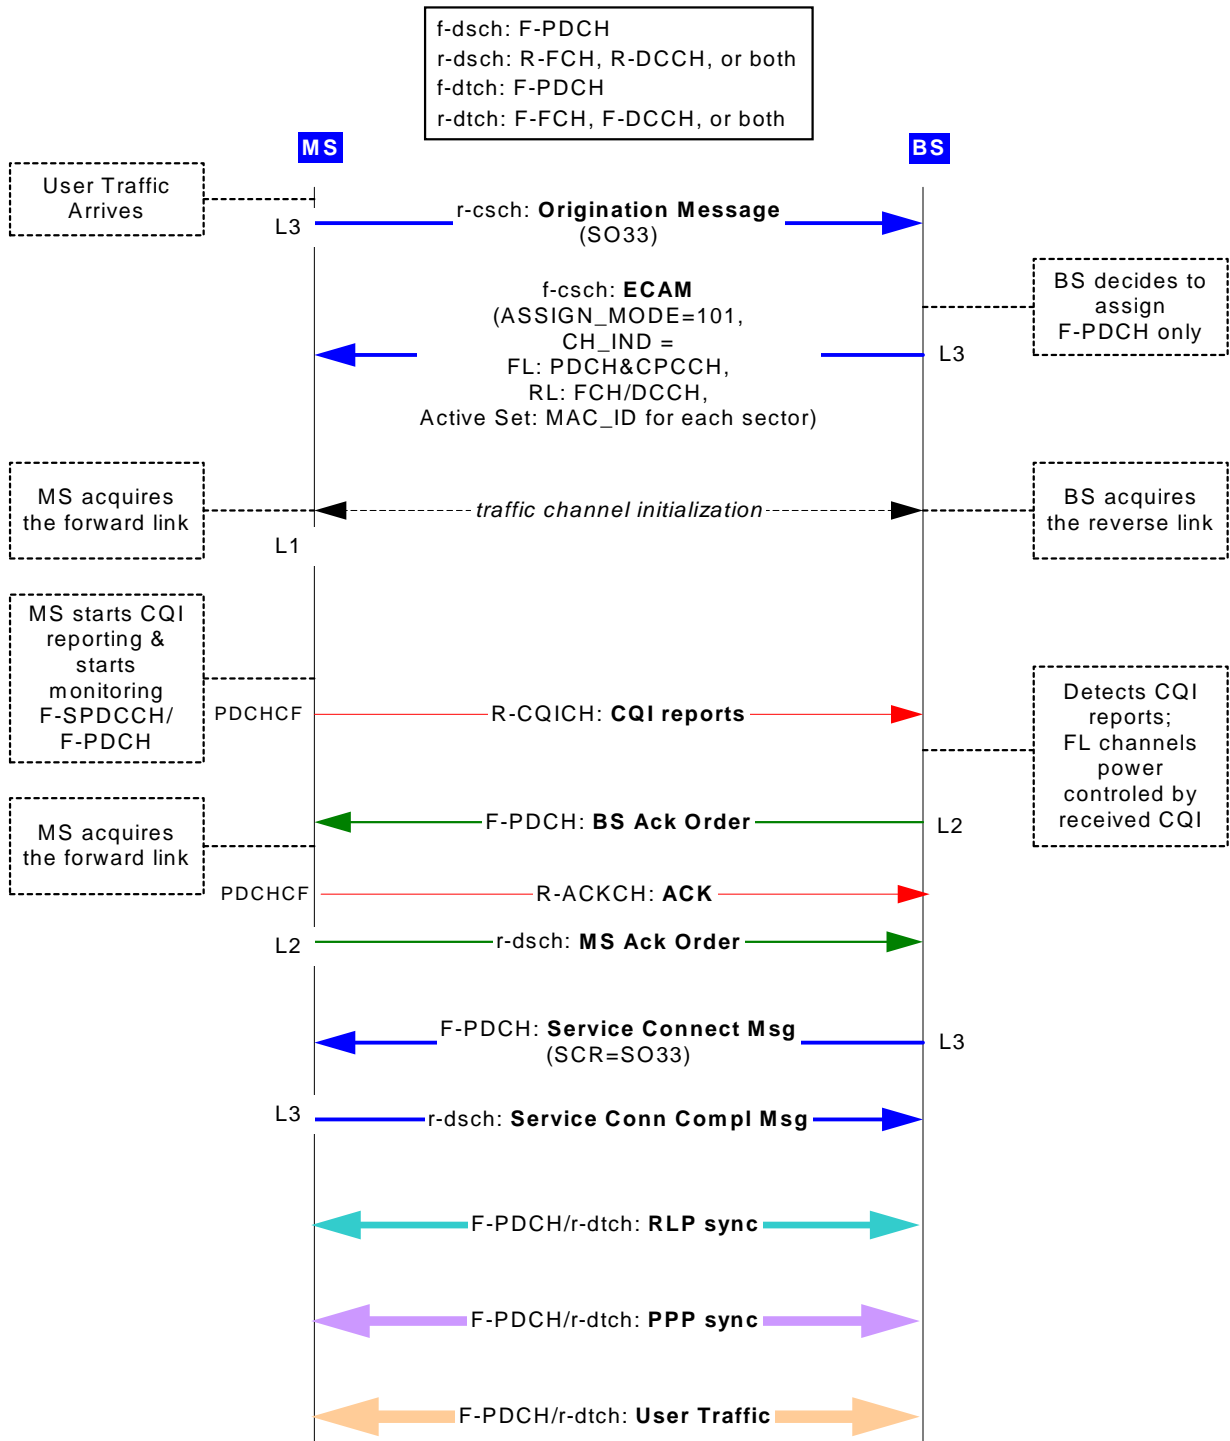 f-dsch: F-PDCH
r-dsch: R-FCH, R-DCCH, or both
f-dtch: F-PDCH
r-dtch: F-FCH, F-DCCH, or both
MS
BS
User Traffic
Arrives
L3
r-csch: Origination Message
(SO33)
f-csch: ECAM
(ASSIGN_MODE=101,
CH_IND =
FL: PDCH&CPCCH,
RL: FCH/DCCH,
Active Set: MAC_ID for each sector)
L3
BS decides to
assign
F-PDCH only
MS acquires
the forward link
traffic channel initialization
BS acquires
the reverse link
L1
MS starts CQI
reporting &
starts
monitoring
F-SPDCCH/
F-PDCH
PDCHCF
R-CQICH: CQI reports
Detects CQI
reports;
FL channels
power
controled by
received CQI
MS acquires
the forward link
F-PDCH: BS Ack Order
L2
PDCHCF
R-ACKCH: ACK
L2
r-dsch: MS Ack Order
F-PDCH: Service Connect Msg
(SCR=SO33)
L3
L3
r-dsch: Service Conn Compl Msg
F-PDCH/r-dtch: RLP sync
F-PDCH/r-dtch: PPP sync
F-PDCH/r-dtch: User Traffic